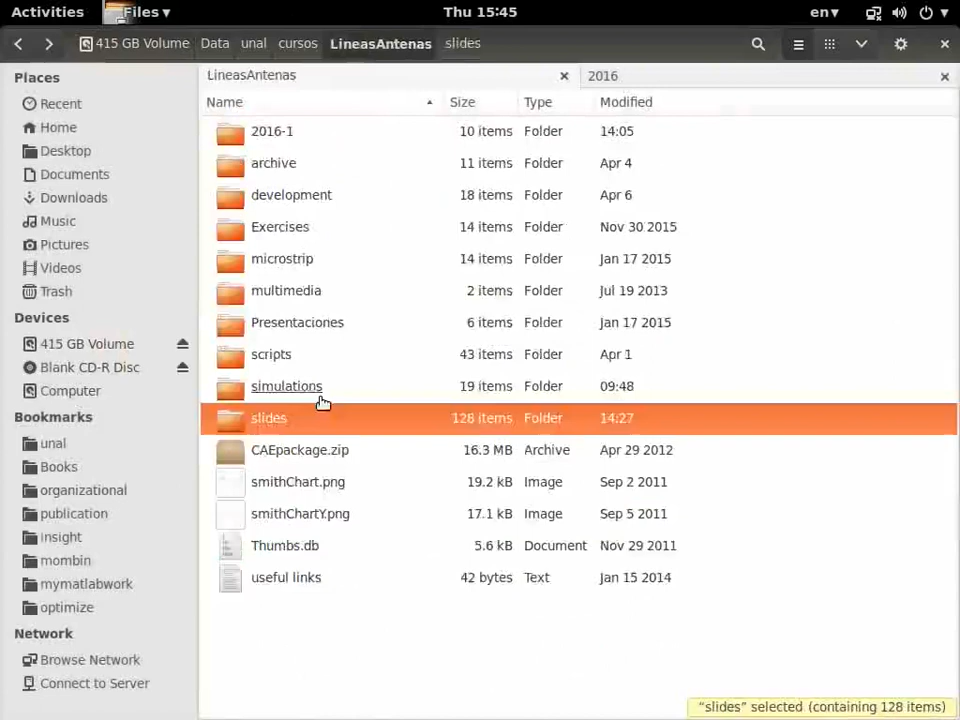 Activities Files ▾ Thu 15:45 en▾
415 GB Volume Data unal cursos LineasAntenas slides
Places
Recent
Home
Desktop
Documents
Downloads
Music
Pictures
Videos
Trash
Devices
415 GB Volume
Blank CD-R Disc
Computer
Bookmarks
unal
Books
organizational
publication
insight
mombin
mymatlabwork
optimize
Network
Browse Network
Connect to Server
LineasAntenas 2016
Name Size Type Modified
2016-1 10 items Folder 14:05
archive 11 items Folder Apr 4
development 18 items Folder Apr 6
Exercises 14 items Folder Nov 30 2015
microstrip 14 items Folder Jan 17 2015
multimedia 2 items Folder Jul 19 2013
Presentaciones 6 items Folder Jan 17 2015
scripts 43 items Folder Apr 1
simulations 19 items Folder 09:48
slides 128 items Folder 14:27
CAEpackage.zip 16.3 MB Archive Apr 29 2012
smithChart.png 19.2 kB Image Sep 2 2011
smithChartY.png 17.1 kB Image Sep 5 2011
Thumbs.db 5.6 kB Document Nov 29 2011
useful links 42 bytes Text Jan 15 2014
“slides” selected (containing 128 items)